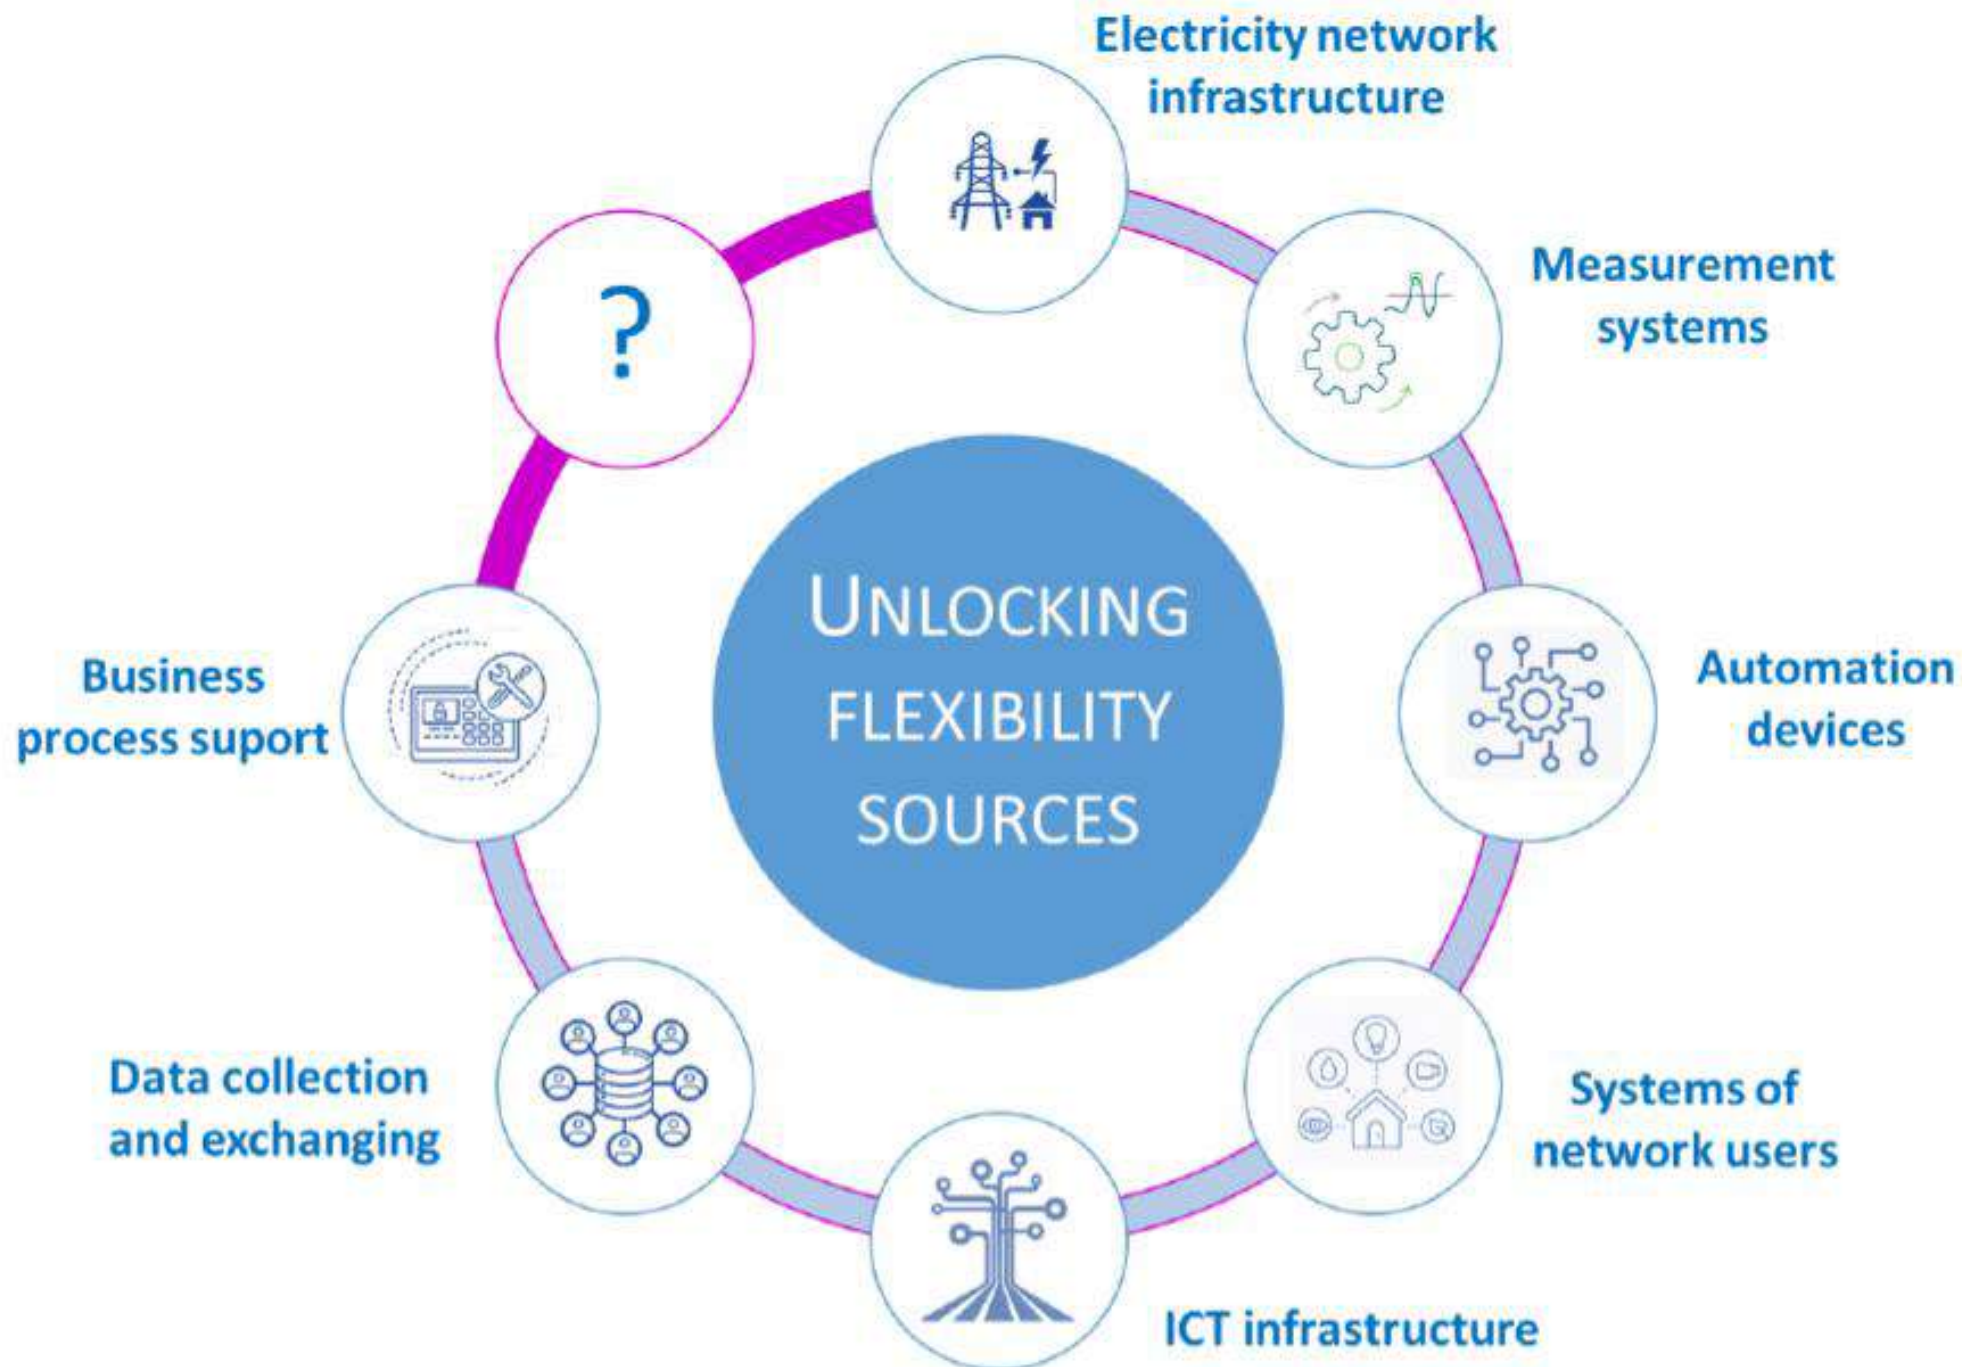 Electricity network
infrastructure
Measurement
systems
Automation
devices
Systems of
network users
ICT infrastructure
Data collection
and exchanging
Business
process suport
?
UNLOCKING
FLEXIBILITY
SOURCES